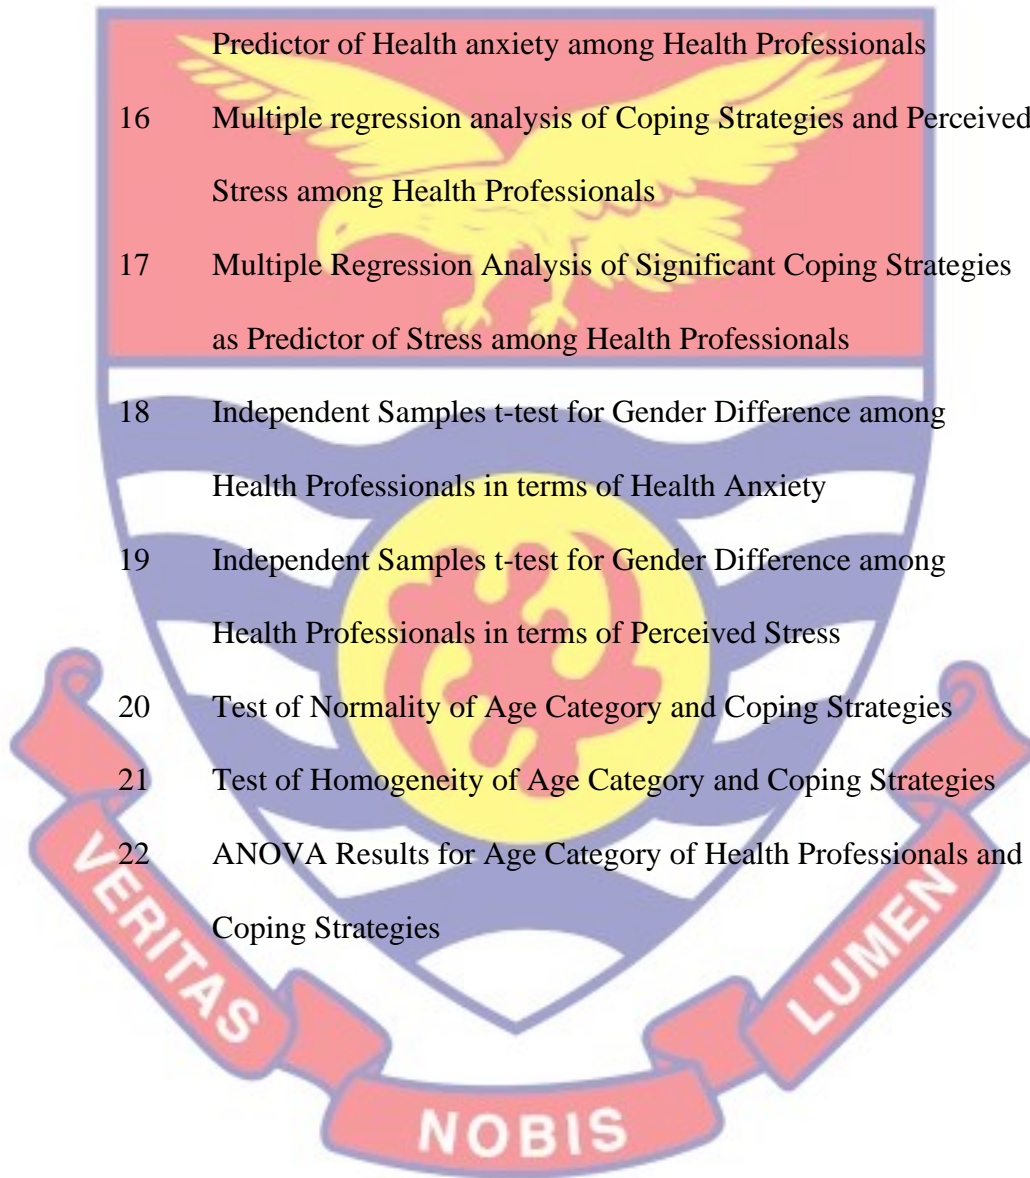 Predictor of Health anxiety among Health Professionals
16 Multiple regression analysis of Coping Strategies and Perceived
Stress among Health Professionals
17 Multiple Regression Analysis of Significant Coping Strategies
as Predictor of Stress among Health Professionals
18 Independent Samples t-test for Gender Difference among
Health Professionals in terms of Health Anxiety
19 Independent Samples t-test for Gender Difference among
Health Professionals in terms of Perceived Stress
20 Test of Normality of Age Category and Coping Strategies
21 Test of Homogeneity of Age Category and Coping Strategies
22 ANOVA Results for Age Category of Health Professionals and
Coping Strategies
VERITAS
NOBIS
LUMEN